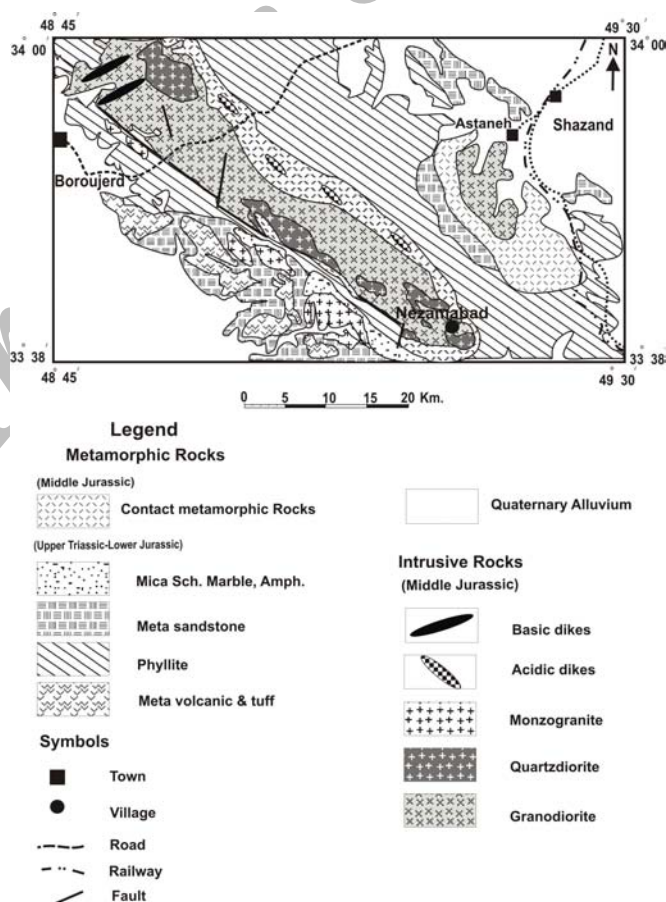 48° 45'
49° 30'
34° 00'
34° 00'
N
Astaneh
Shazand
Boroujerd
Nezamabad
33° 38'
33° 38'
48° 45'
49° 30'
0 5 10 15 20 Km.
Legend
Metamorphic Rocks
(Middle Jurassic)
Contact metamorphic Rocks
(Upper Triassic-Lower Jurassic)
Mica Sch. Marble, Amph.
Meta sandstone
Phyllite
Meta volcanic & tuff
Symbols
Town
Village
Road
Railway
Fault
Quaternary Alluvium
Intrusive Rocks
(Middle Jurassic)
Basic dikes
Acidic dikes
Monzogranite
Quartzdiorite
Granodiorite